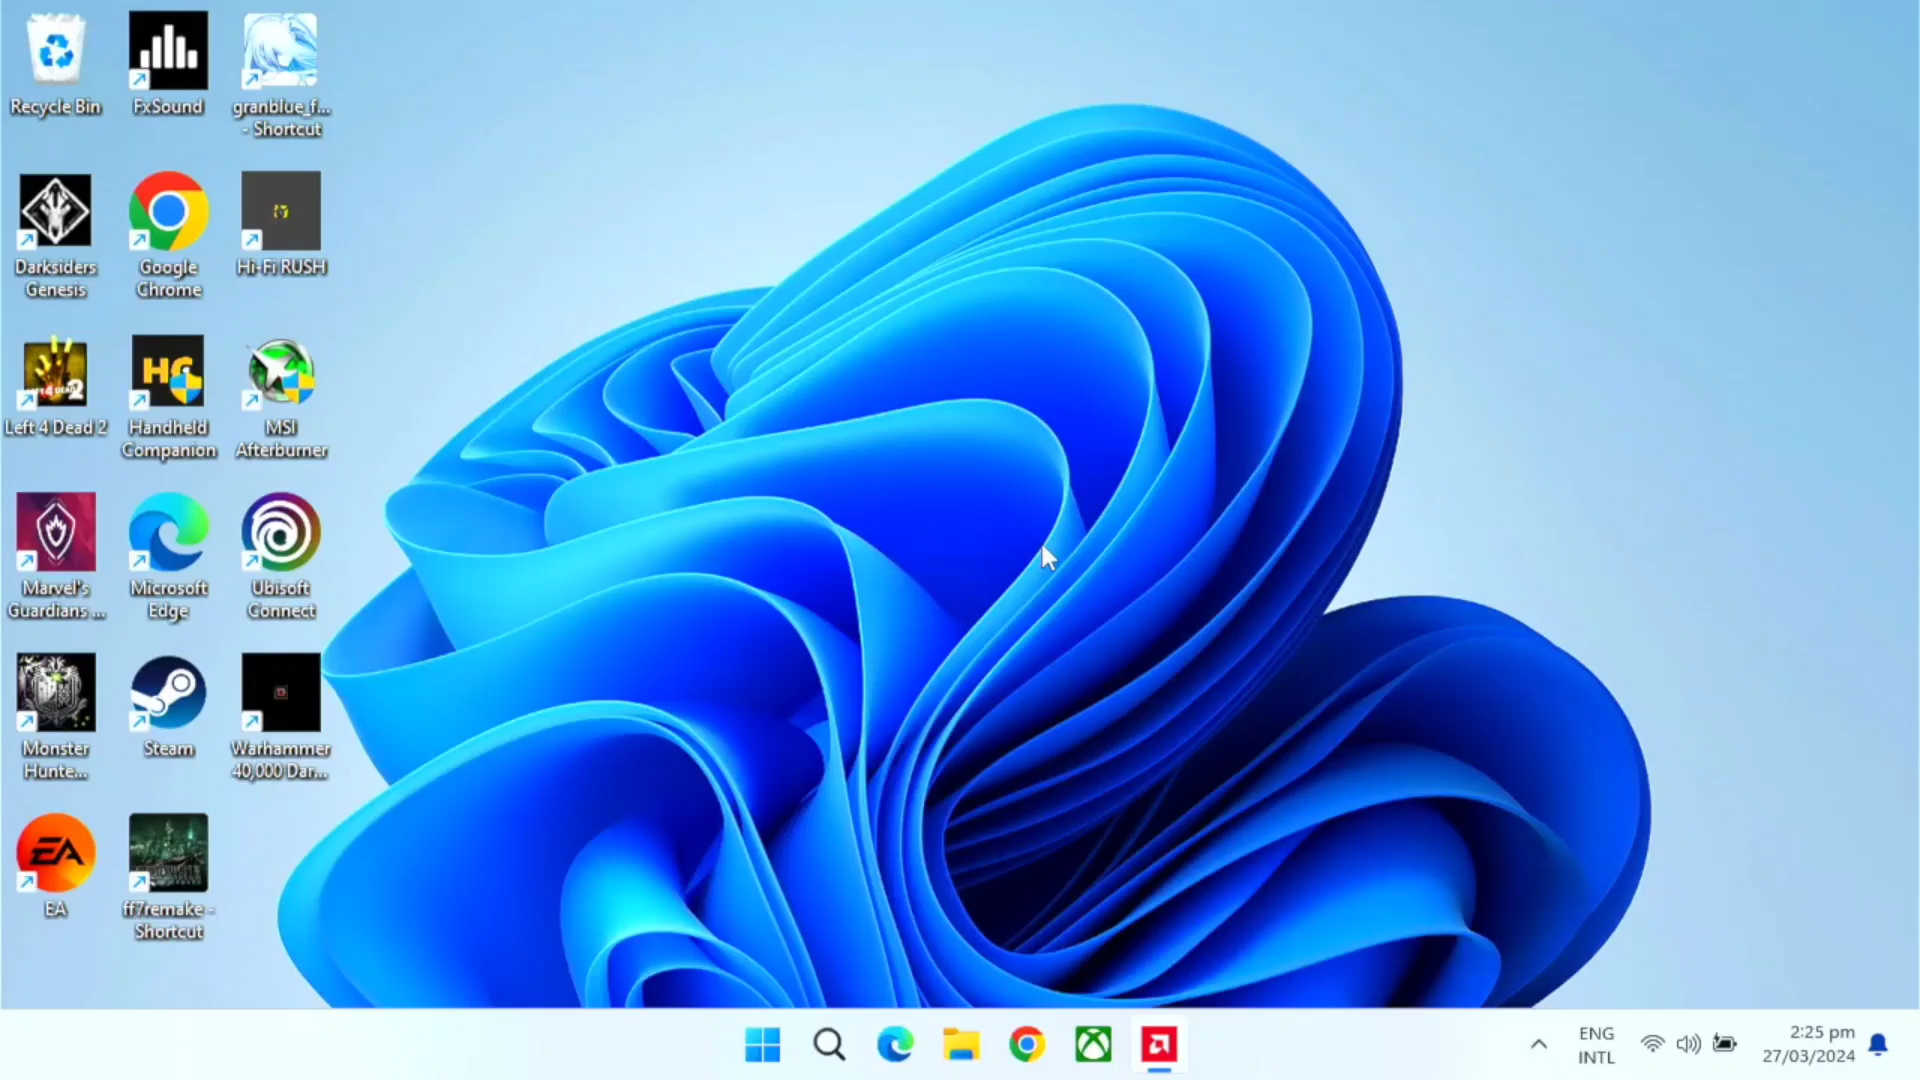 Recycle Bin
FxSound
granblue_f...
- Shortcut
Darksiders
Genesis
Google
Chrome
Hi-Fi RUSH
Left 4 Dead 2
HC
Handheld
Companion
MSI
Afterburner
Marvel's
Guardians ...
Microsoft
Edge
Ubisoft
Connect
Monster
Hunte...
Steam
Warhammer
40,000 Dar...
EA
EA
ff7remake -
Shortcut
ENG
INTL
2:25 pm
27/03/2024